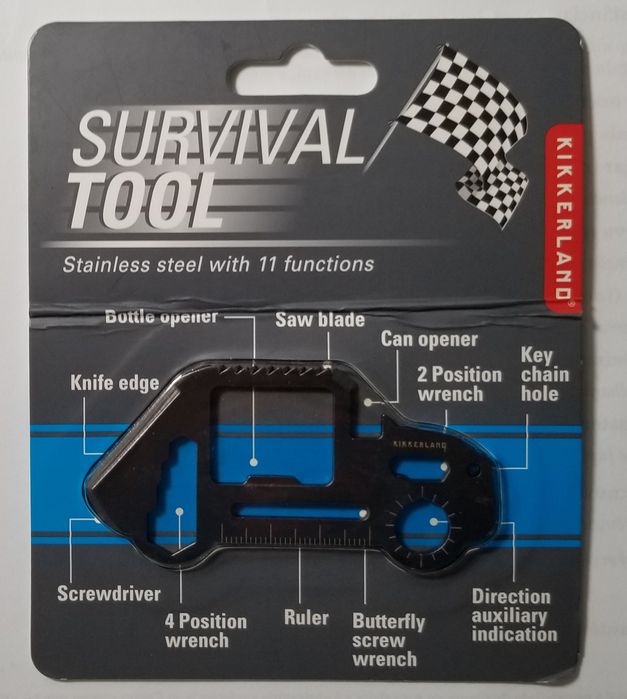 SURVIVAL
TOOL
KIKKERLAND®
Stainless steel with 11 functions
Bottle opener
Saw blade
Can opener
Knife edge
2 Position
wrench
Key
chain
hole
KIKKERLAND
Screwdriver
4 Position
wrench
Ruler
Butterfly
screw
wrench
Direction
auxiliary
indication